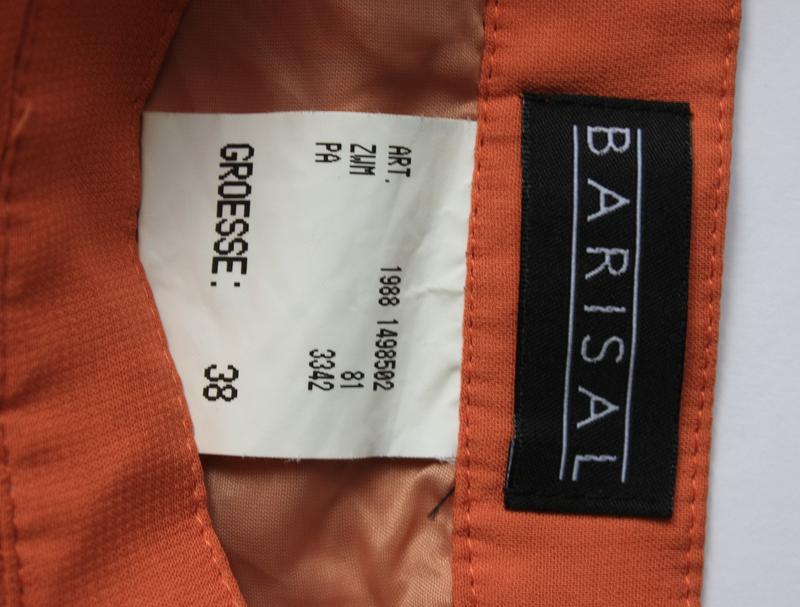 BARISAL
ART. 1988 1498502
ZWM 81
PA 3342
GROESSE: 38